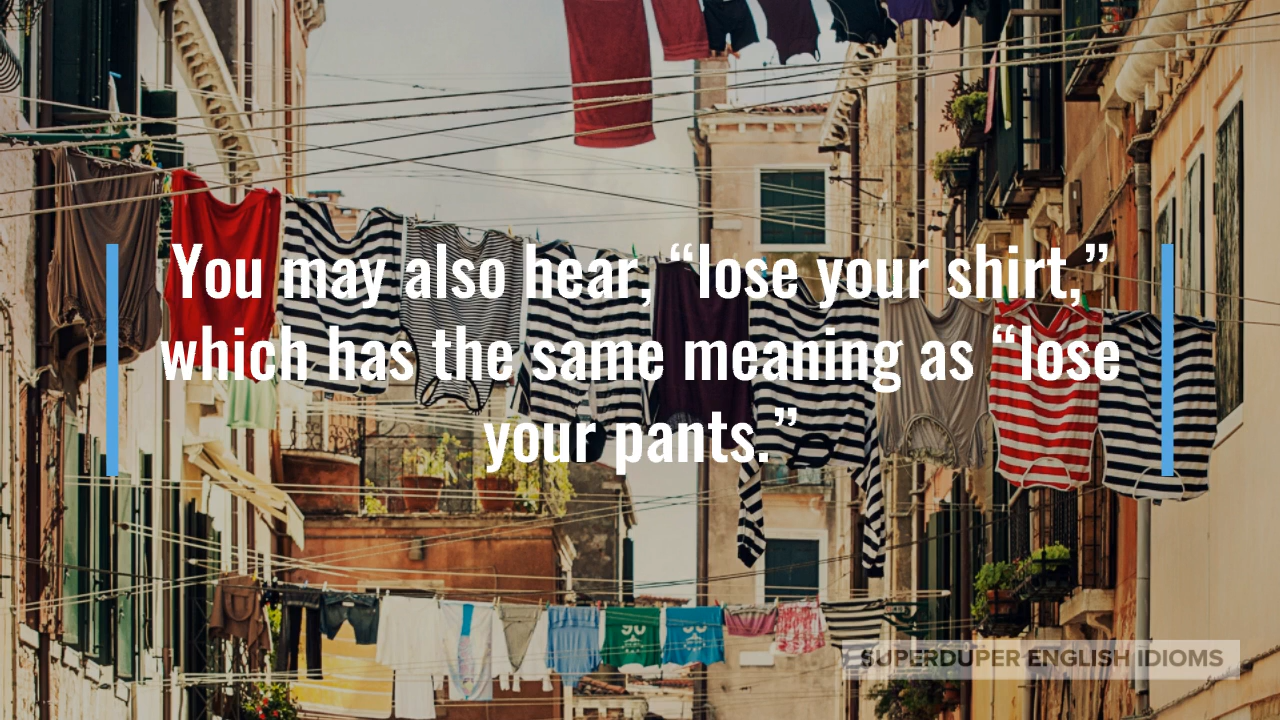 You may also hear, “lose your shirt,”
which has the same meaning as “lose
your pants.”
90
SUPERDUPER ENGLISH IDIOMS